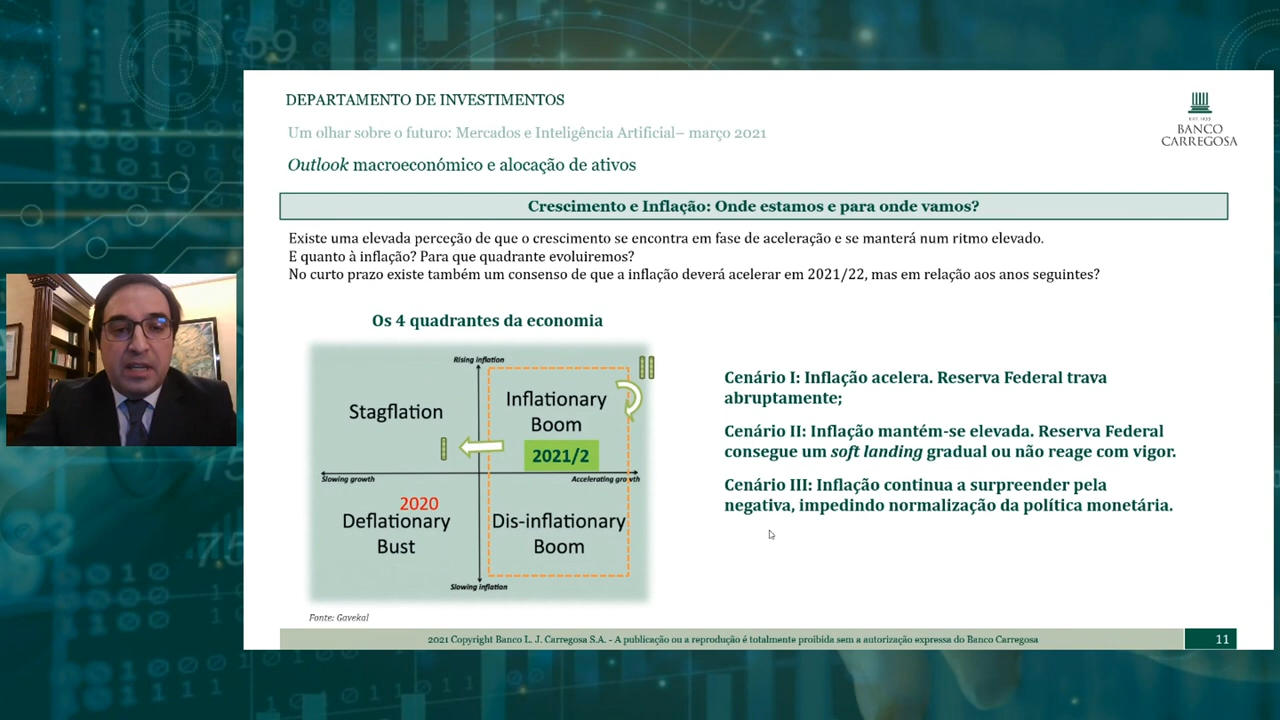 DEPARTAMENTO DE INVESTIMENTOS
Um olhar sobre o futuro: Mercados e Inteligência Artificial– março 2021
Outlook macroeconómico e alocação de ativos
EST. 1833
BANCO
CARREGOSA
Crescimento e Inflação: Onde estamos e para onde vamos?
Existe uma elevada perceção de que o crescimento se encontra em fase de aceleração e se manterá num ritmo elevado.
E quanto à inflação? Para que quadrante evoluiremos?
No curto prazo existe também um consenso de que a inflação deverá acelerar em 2021/22, mas em relação aos anos seguintes?
Os 4 quadrantes da economia
Rising inflation
Stagflation
Inflationary
Boom
2021/2
Slowing growth
Accelerating growth
2020
Deflationary
Bust
Dis-inflationary
Boom
Slowing inflation
Fonte: Gavekal
Cenário I: Inflação acelera. Reserva Federal trava
abruptamente;
Cenário II: Inflação mantém-se elevada. Reserva Federal
consegue um soft landing gradual ou não reage com vigor.
Cenário III: Inflação continua a surpreender pela
negativa, impedindo normalização da política monetária.
2021 Copyright Banco L. J. Carregosa S.A. - A publicação ou a reprodução é totalmente proibida sem a autorização expressa do Banco Carregosa
11